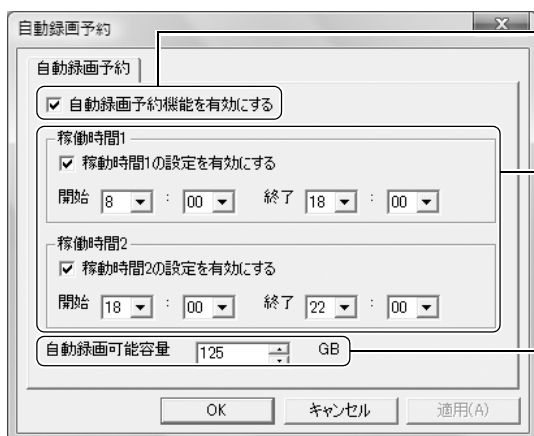 自動録画予約
自動録画予約
自動録画予約機能を有効にする
稼働時間1
稼動時間1の設定を有効にする
開始 8 : 00 終了 18 : 00
稼働時間2
稼動時間2の設定を有効にする
開始 18 : 00 終了 22 : 00
自動録画可能容量 125 GB
OK キャンセル 適用(A)